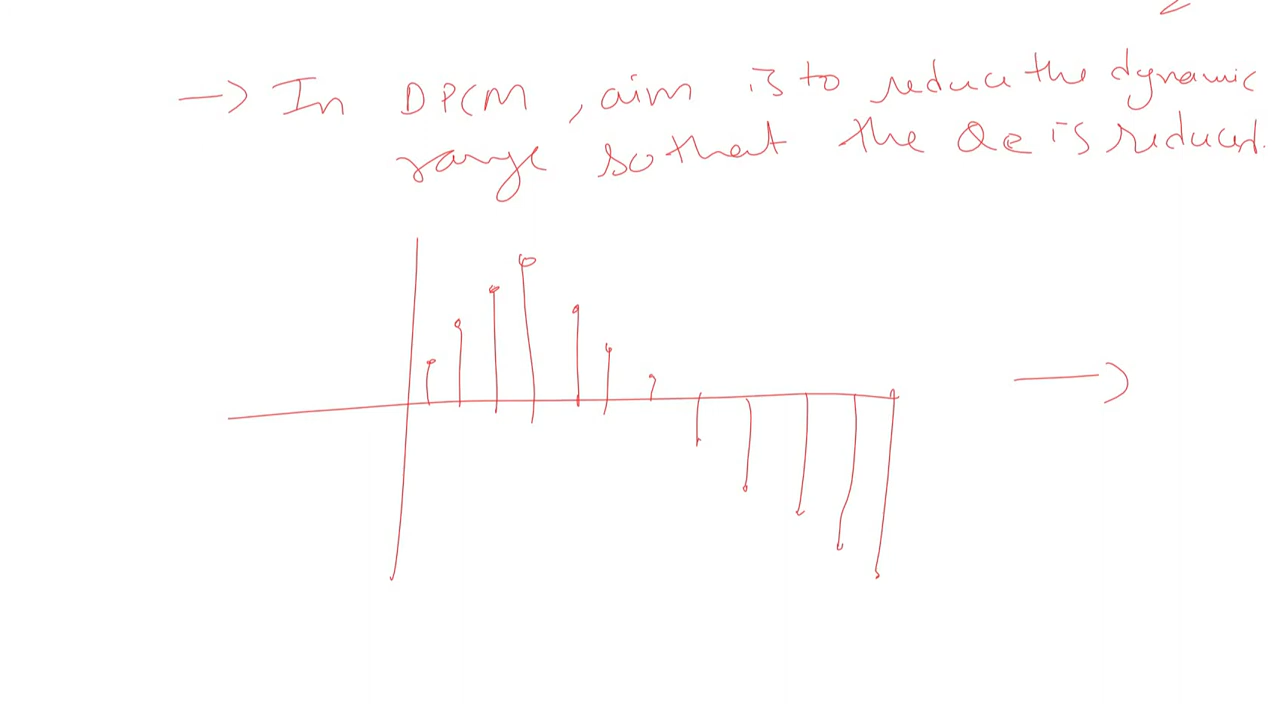 → In DPCM, aim is to reduce the dynamic
range so that the Qe is reduced.